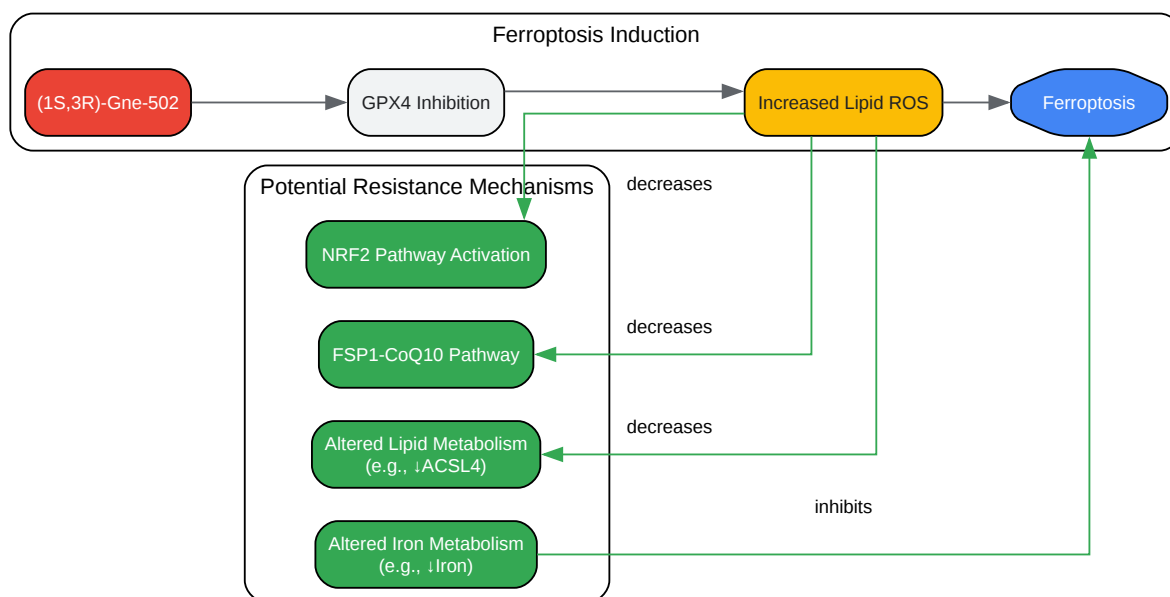 Ferroptosis Induction
(1S,3R)-Gne-502
GPX4 Inhibition
Increased Lipid ROS
Ferroptosis
Potential Resistance Mechanisms
decreases
NRF2 Pathway Activation
decreases
FSP1-CoQ10 Pathway
decreases
Altered Lipid Metabolism
(e.g., ↓ACSL4)
inhibits
Altered Iron Metabolism
(e.g., ↓Iron)